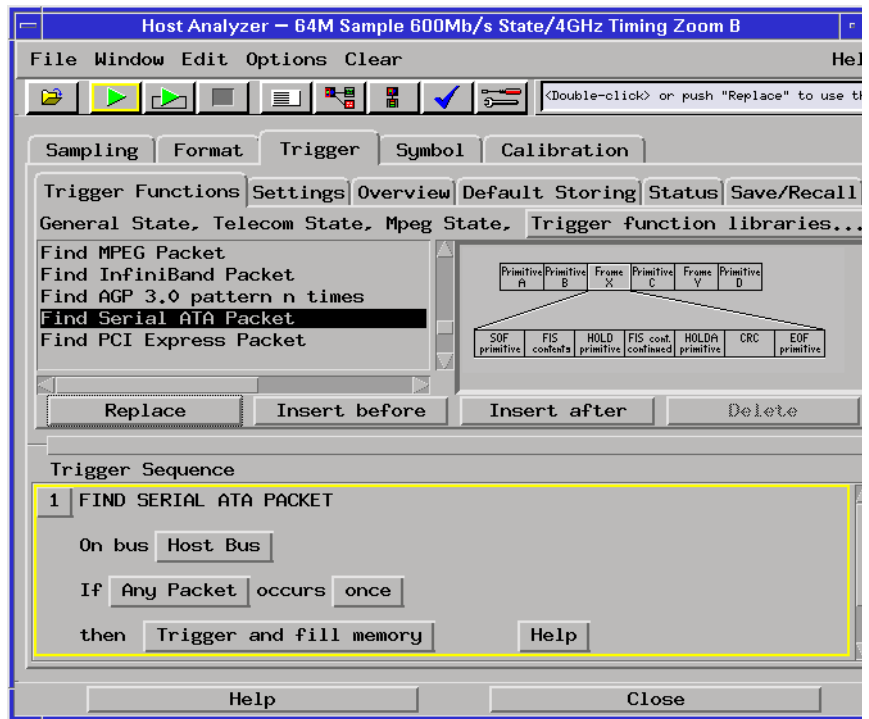 Host Analyzer — 64M Sample 600Mb/s State/4GHz Timing Zoom B
File Window Edit Options Clear Hel
<Double-click> or push "Replace" to use th
Sampling Format Trigger Symbol Calibration
Trigger Functions Settings Overview Default Storing Status Save/Recall
General State, Telecom State, Mpeg State, Trigger function libraries...
Find MPEG Packet
Find InfiniBand Packet
Find AGP 3.0 pattern n times
Find Serial ATA Packet
Find PCI Express Packet
Primitive A Primitive B Frame X Primitive C Frame Y Primitive D
SOF primitive FIS contents HOLD primitive FIS cont. continued HOLDA primitive CRC EOF primitive
Replace Insert before Insert after Delete
Trigger Sequence
1 FIND SERIAL ATA PACKET
On bus Host Bus
If Any Packet occurs once
then Trigger and fill memory Help
Help Close